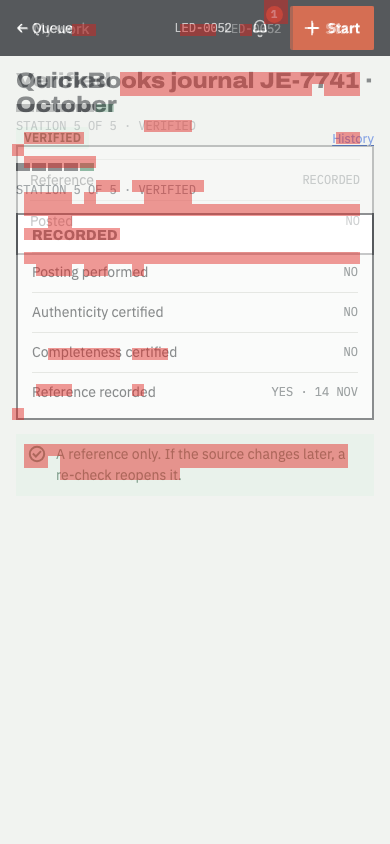 Queue LED-0052 1 Start
QuickBooks journal JE-7741 · October
STATION 5 OF 5 · VERIFIED
VERIFIED History
Reference RECORDED
STATION 5 OF 5 · VERIFIED
Posted NO
RECORDED
Posting performed NO
Authenticity certified NO
Completeness certified NO
Reference recorded YES · 14 NOV
A reference only. If the source changes later, a
re-check reopens it.